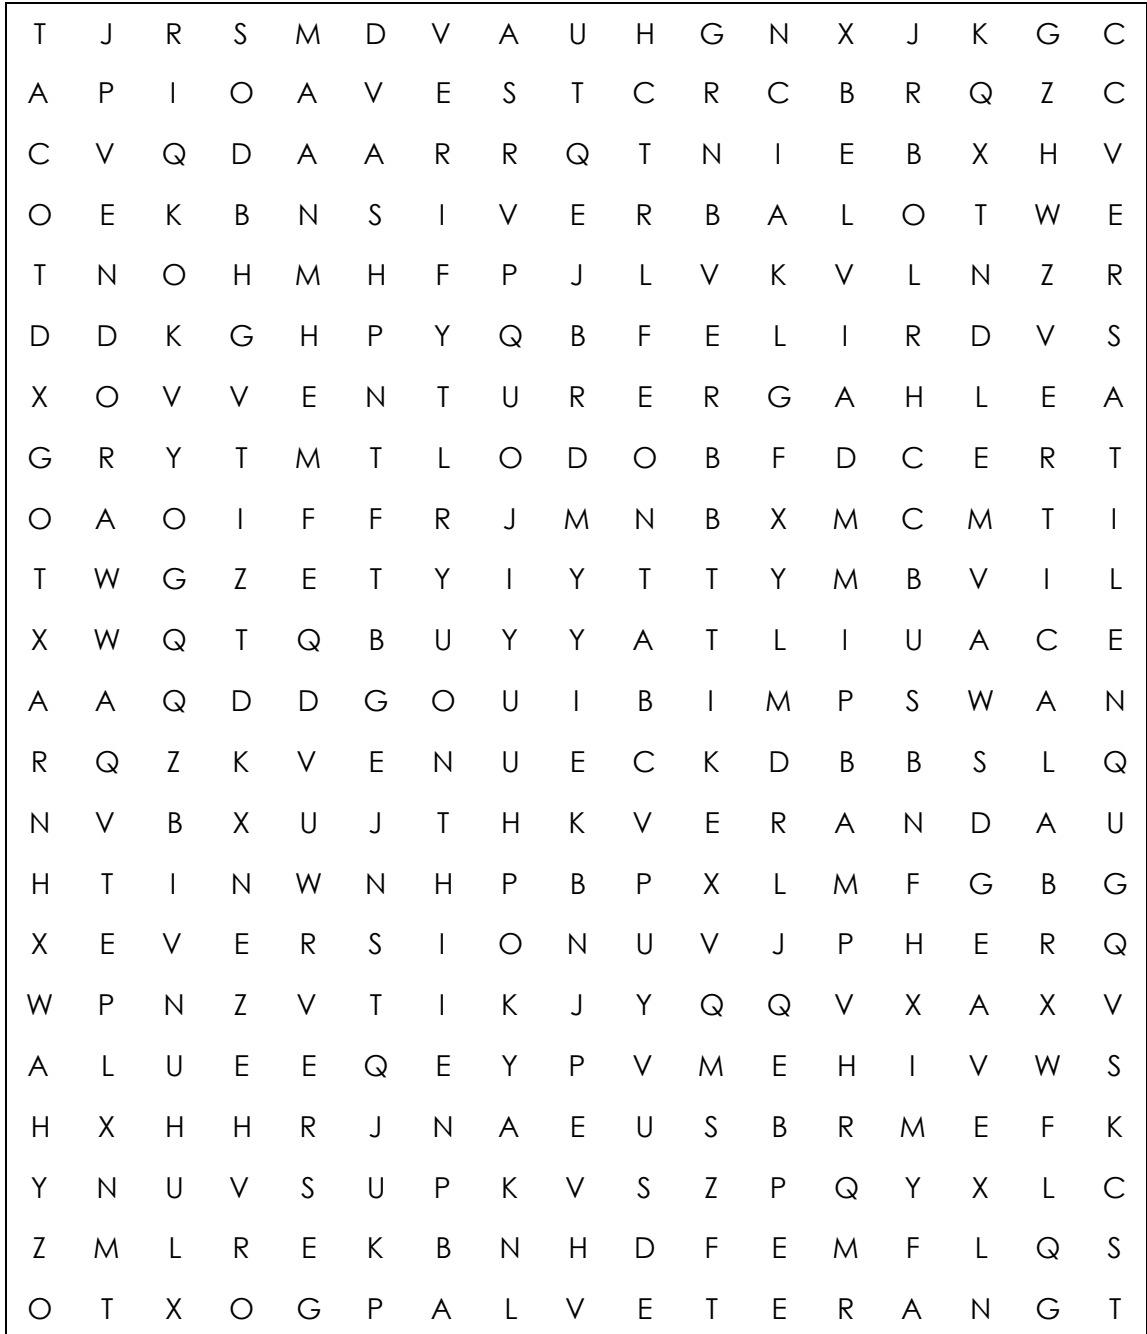 T J R S M D V A U H G N X J K G C
A P I O A V E S T C R C B R Q Z C
C V Q D A A R R Q T N I E B X H V
O E K B N S I V E R B A L O T W E
T N O H M H F P J L V K V L N Z R
D D K G H P Y Q B F E L I R D V S
X O V V E N T U R E R G A H L E A
G R Y T M T L O D O B F D C E R T
O A O I F F R J M N B X M C M T I
T W G Z E T Y I Y T T Y M B V I L
X W Q T Q B U Y Y A T L I U A C E
A A Q D D G O U I B I M P S W A N
R Q Z K V E N U E C K D B B S L Q
N V B X U J T H K V E R A N D A U
H T I N W N H P B P X L M F G B G
X E V E R S I O N U V J P H E R Q
W P N Z V T I K J Y Q Q V X A X V
A L U E E Q E Y P V M E H I V W S
H X H H R J N A E U S B R M E F K
Y N U V S U P K V S Z P Q Y X L C
Z M L R E K B N H D F E M F L Q S
O T X O G P A L V E T E R A N G T